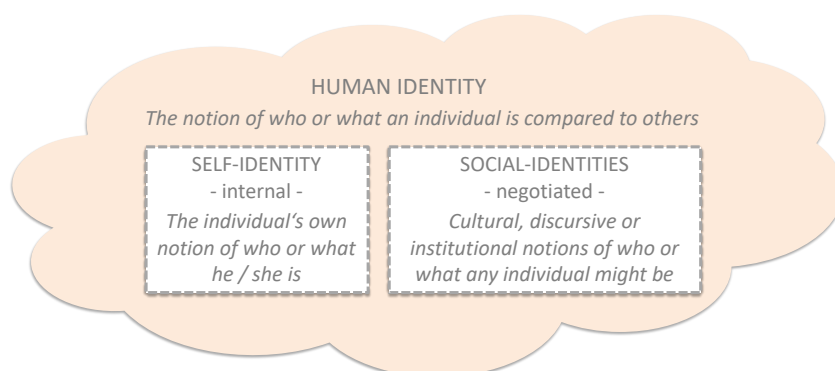 HUMAN IDENTITY
The notion of who or what an individual is compared to others
SELF-IDENTITY
- internal -
The individual‘s own
notion of who or what
he / she is
SOCIAL-IDENTITIES
- negotiated -
Cultural, discursive or
institutional notions of who or
what any individual might be